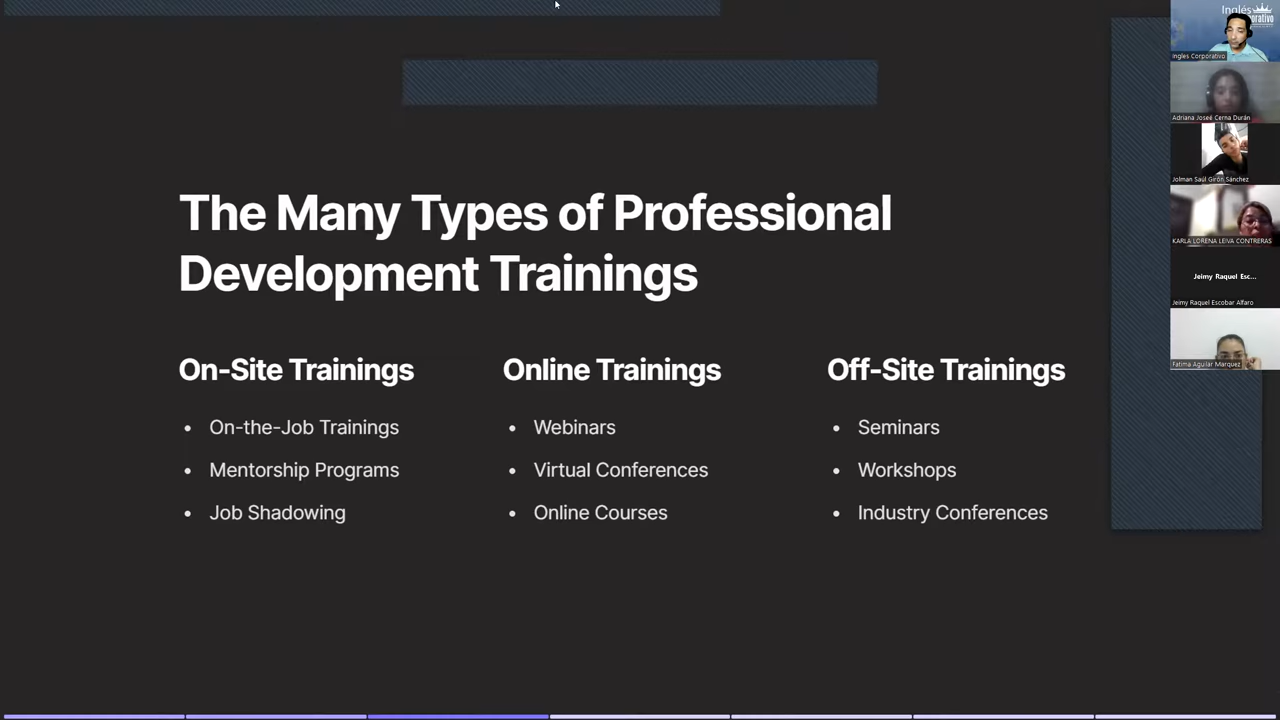 The Many Types of Professional
Development Trainings
On-Site Trainings
• On-the-Job Trainings
• Mentorship Programs
• Job Shadowing
Online Trainings
• Webinars
• Virtual Conferences
• Online Courses
Off-Site Trainings
• Seminars
• Workshops
• Industry Conferences
Inglés
Ingles Corporativo
Adriana Joseé Cerna Durán
Jolman Saúl Girón Sánchez
KARLA LORENA LEIVA CONTRERAS
Jeimy Raquel Esc...
Jeimy Raquel Escobar Alfaro
Fatima Aguilar Marquez